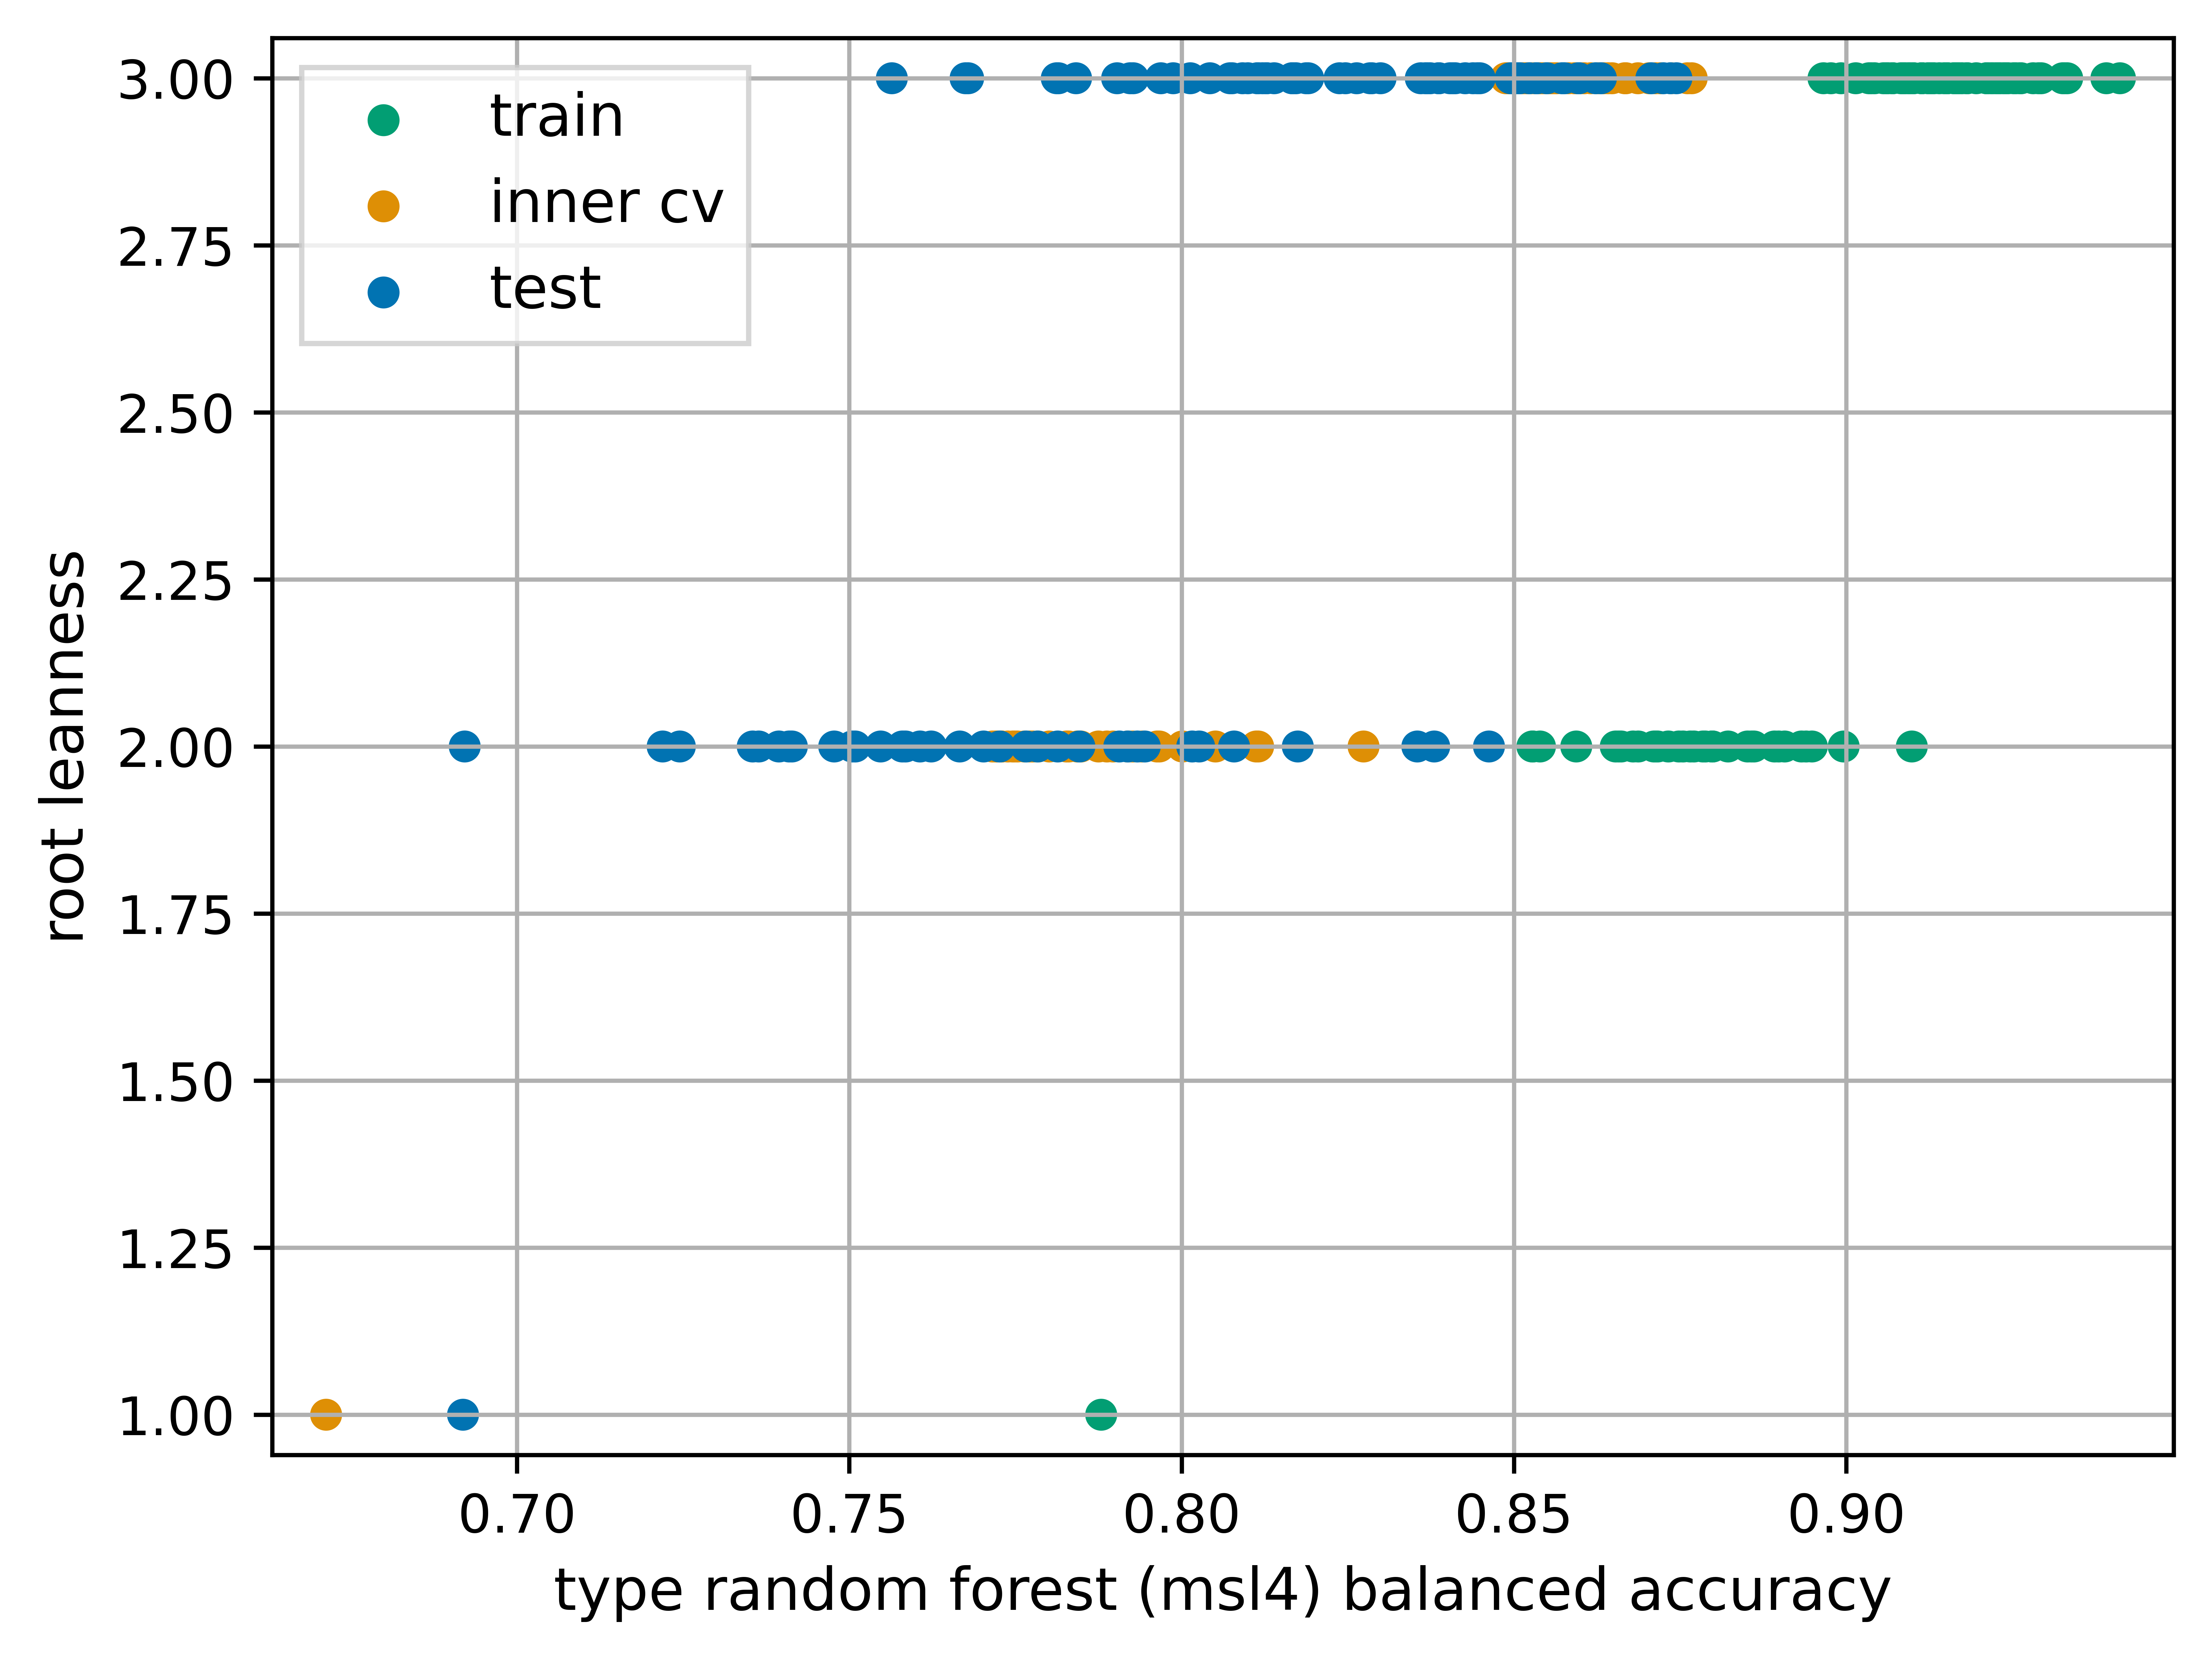 3.00
2.75
2.50
2.25
2.00
1.75
1.50
1.25
1.00
root leanness
train
inner cv
test
0.70 0.75 0.80 0.85 0.90
type random forest (msl4) balanced accuracy